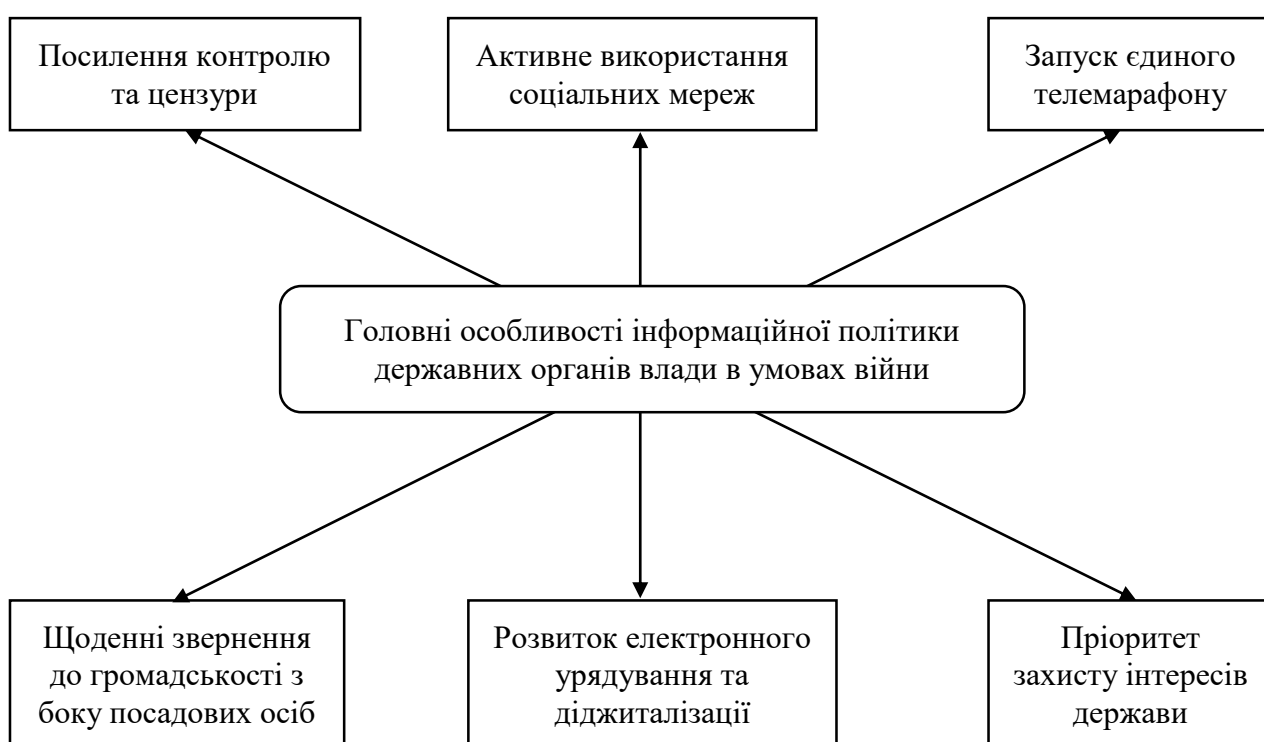 Посилення контролю
та цензури
Активне використання
соціальних мереж
Запуск єдиного
телемарафону
Головні особливості інформаційної політики
державних органів влади в умовах війни
Щоденні звернення
до громадськості з
боку посадових осіб
Розвиток електронного
урядування та
діджиталізації
Пріоритет
захисту інтересів
держави